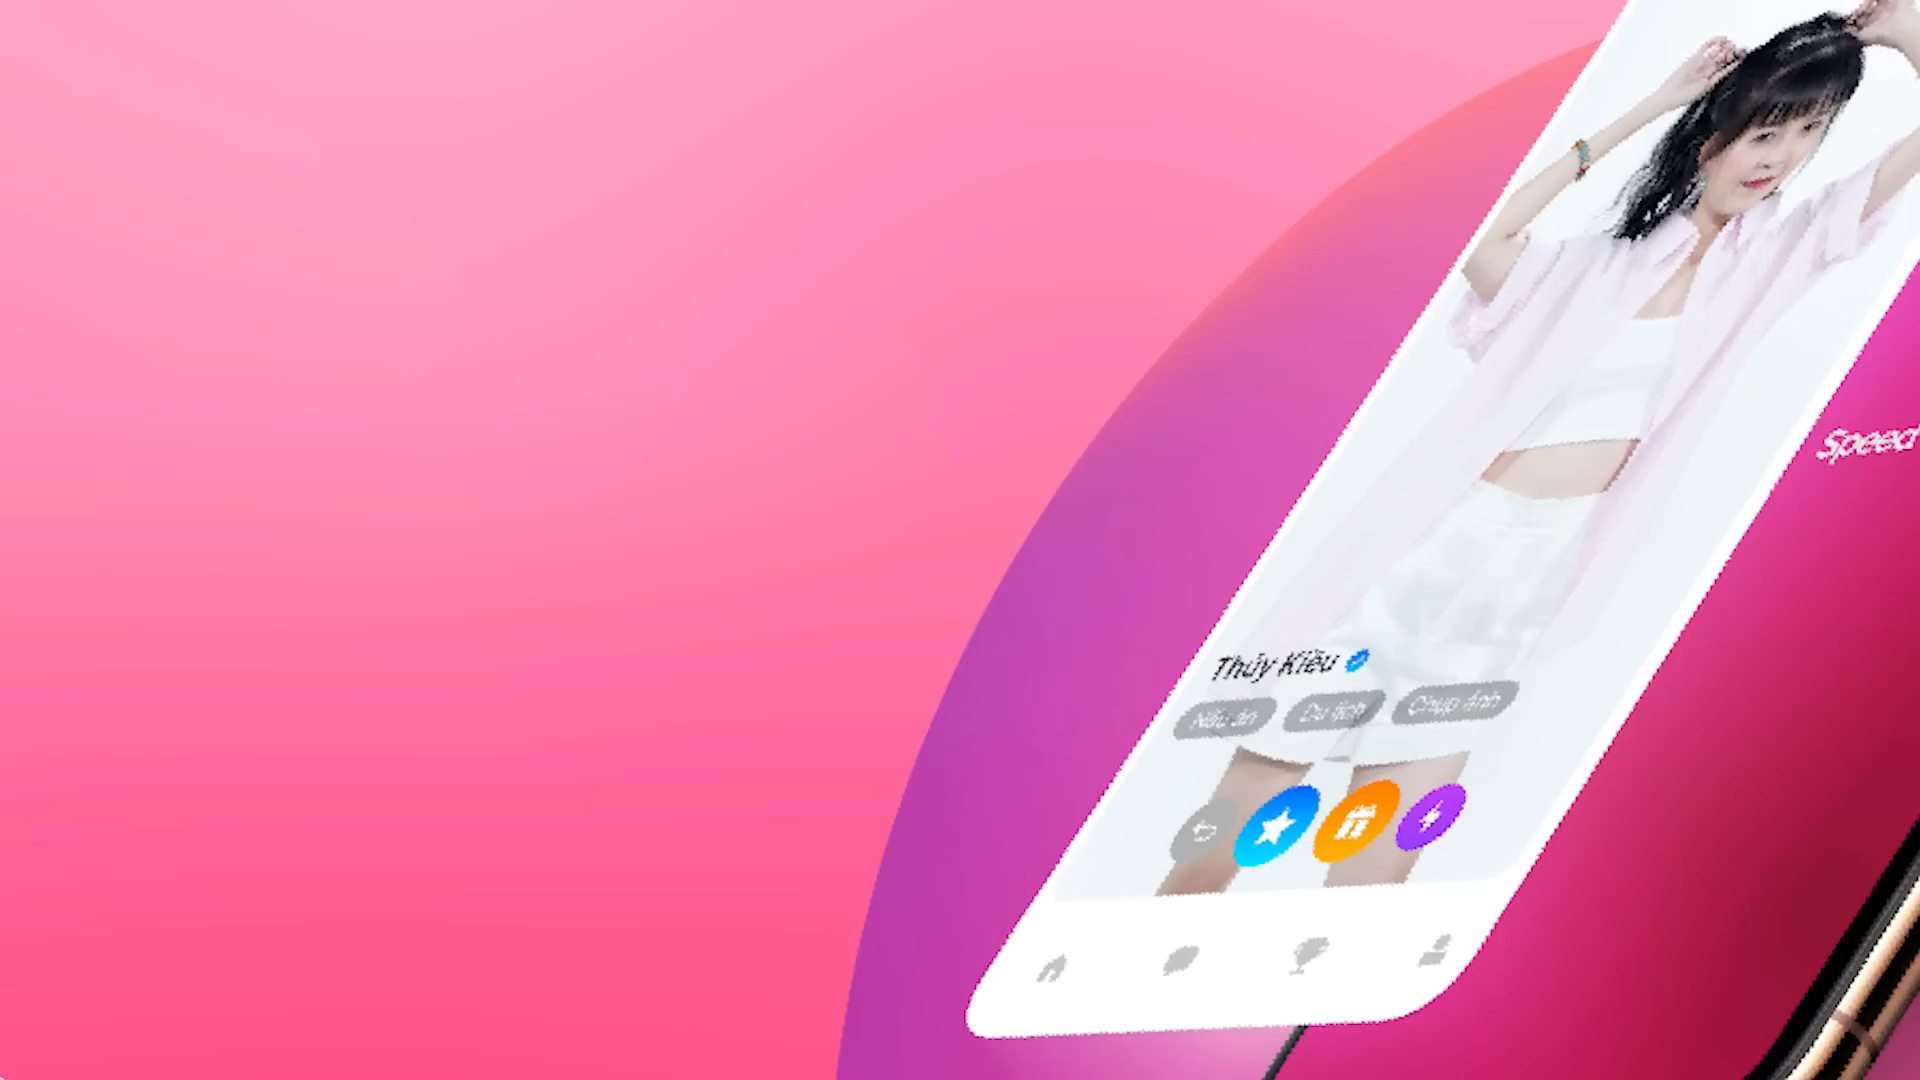 Speed
Thủy Kiều
Nấu ăn
Du lịch
Chụp ảnh